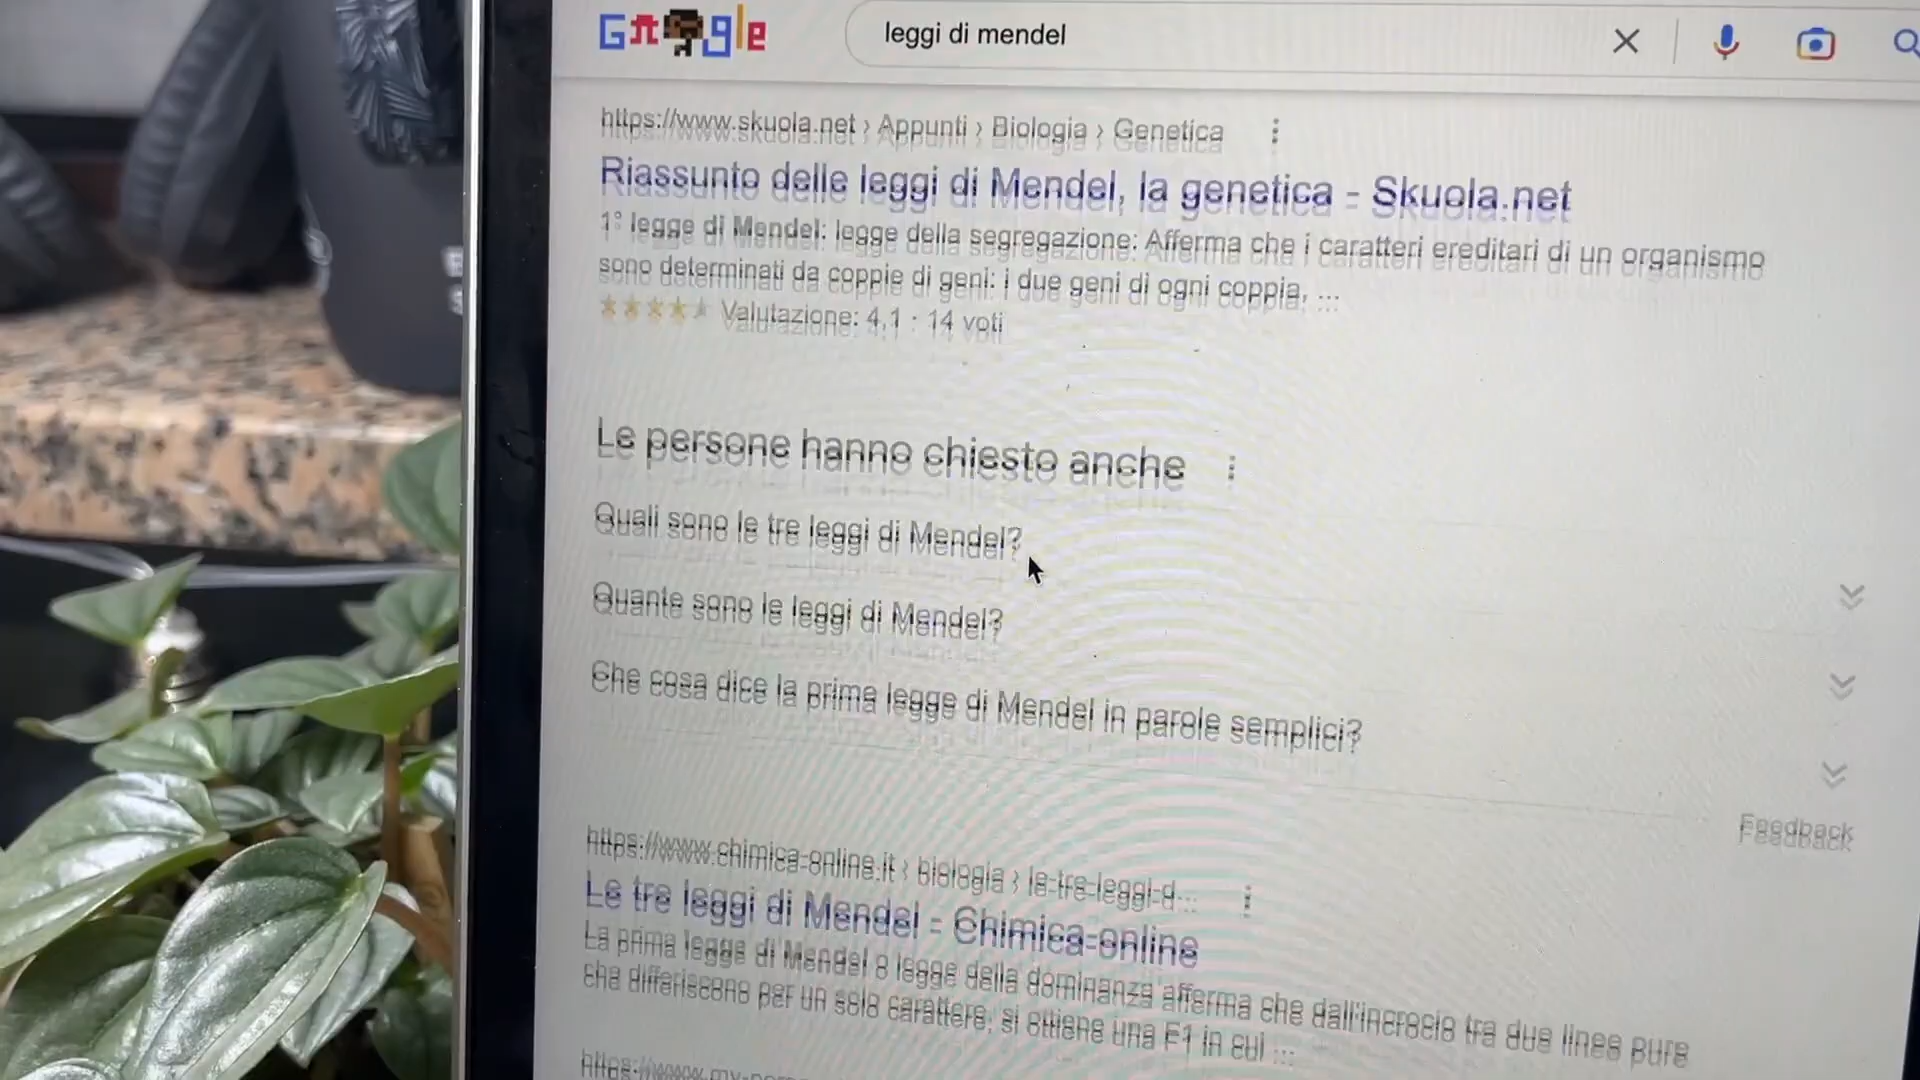 Google
leggi di mendel
https://www.skuola.net › Appunti › Biologia › Genetica
Riassunto delle leggi di Mendel, la genetica - Skuola.net
1° legge di Mendel: legge della segregazione: Afferma che i caratteri ereditari di un organismo
sono determinati da coppie di geni: i due geni di ogni coppia, ...
Valutazione: 4,1 · 14 voti
Le persone hanno chiesto anche
Quali sono le tre leggi di Mendel?
Quante sono le leggi di Mendel?
Che cosa dice la prima legge di Mendel in parole semplici?
Feedback
https://www.chimica-online.it › biologia › le-tre-leggi-d...
Le tre leggi di Mendel - Chimica-online
La prima legge di Mendel o legge della dominanza afferma che dall'incrocio tra due linee pure
che differiscono per un solo carattere, si ottiene una F1 in cui ...